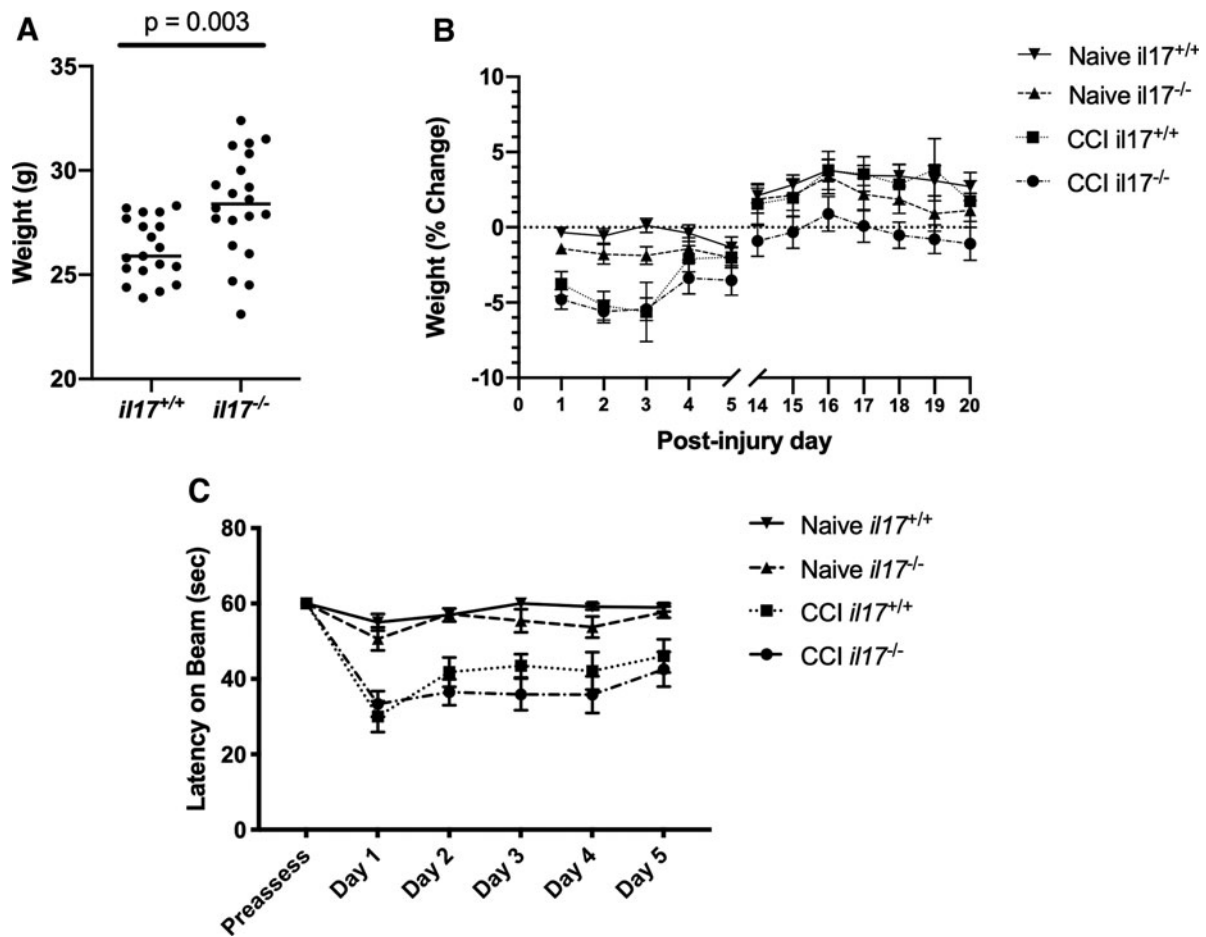 A
p = 0.003
Weight (g)
35
30
25
20
il17+/+
il17-/-
B
Weight (% Change)
10
5
0
-5
-10
0 1 2 3 4 5 14 15 16 17 18 19 20
Post-injury day
Naive il17+/+
Naive il17-/-
CCI il17+/+
CCI il17-/-
C
Latency on Beam (sec)
80
60
40
20
0
Preassess
Day 1
Day 2
Day 3
Day 4
Day 5
Naive il17+/+
Naive il17-/-
CCI il17+/+
CCI il17-/-